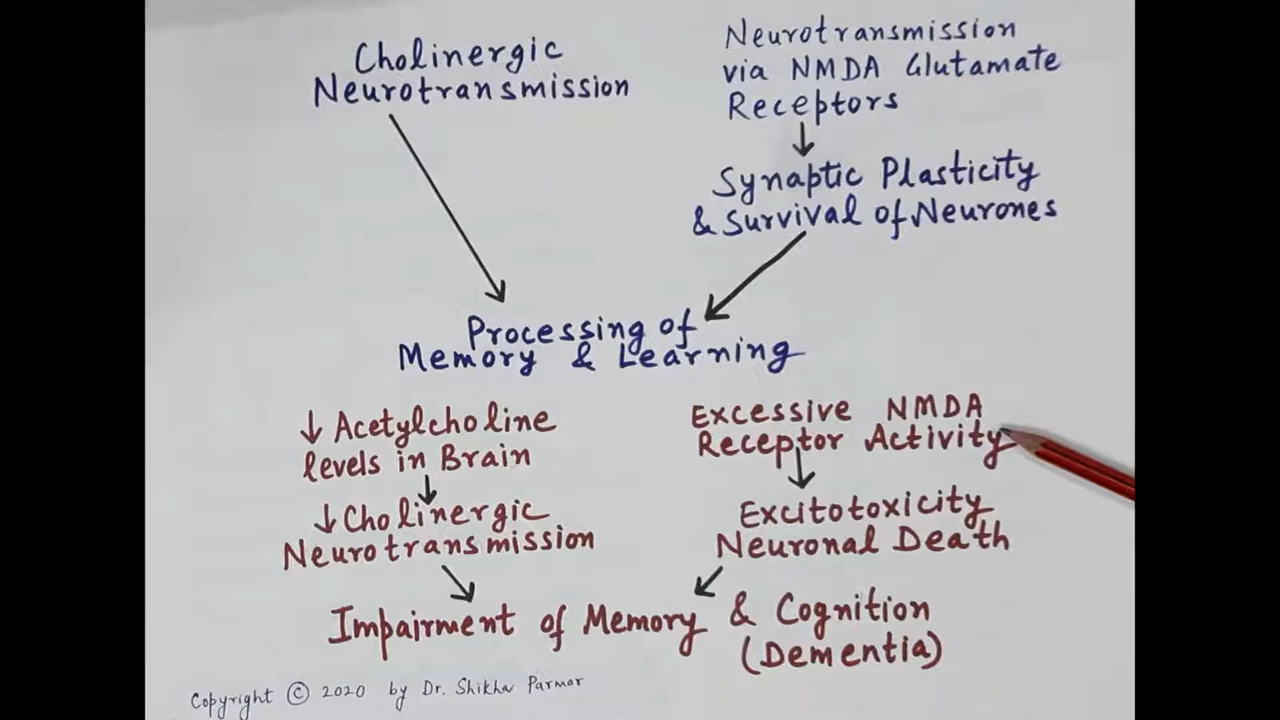 Cholinergic
Neurotransmission
Neurotransmission
via NMDA Glutamate
Receptors
Synaptic Plasticity
& Survival of Neurones
Processing of
Memory & Learning
↓ Acetylcholine
levels in Brain
↓ Cholinergic
Neurotransmission
Excessive NMDA
Receptor Activity
Excitotoxicity
Neuronal Death
Impairment of Memory & Cognition
(Dementia)
Copyright © 2020 by Dr. Shikha Parmar